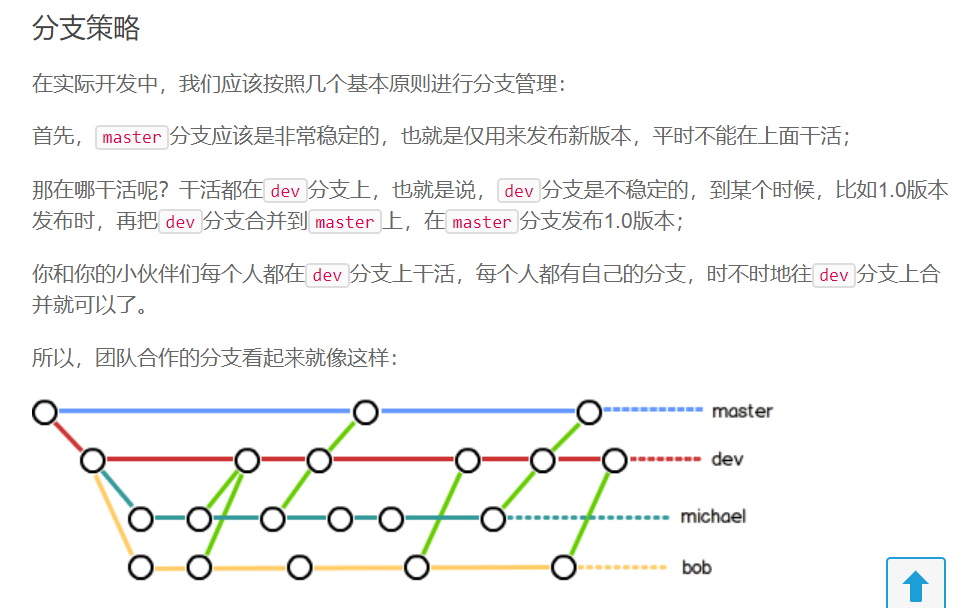 分支策略
在实际开发中，我们应该按照几个基本原则进行分支管理：
首先，master分支应该是非常稳定的，也就是仅用来发布新版本，平时不能在上面干活；
那在哪干活呢？干活都在dev分支上，也就是说，dev分支是不稳定的，到某个时候，比如1.0版本
发布时，再把dev分支合并到master上，在master分支发布1.0版本；
你和你的小伙伴们每个人都在dev分支上干活，每个人都有自己的分支，时不时地往dev分支上合
并就可以了。
所以，团队合作的分支看起来就像这样：
master
dev
michael
bob